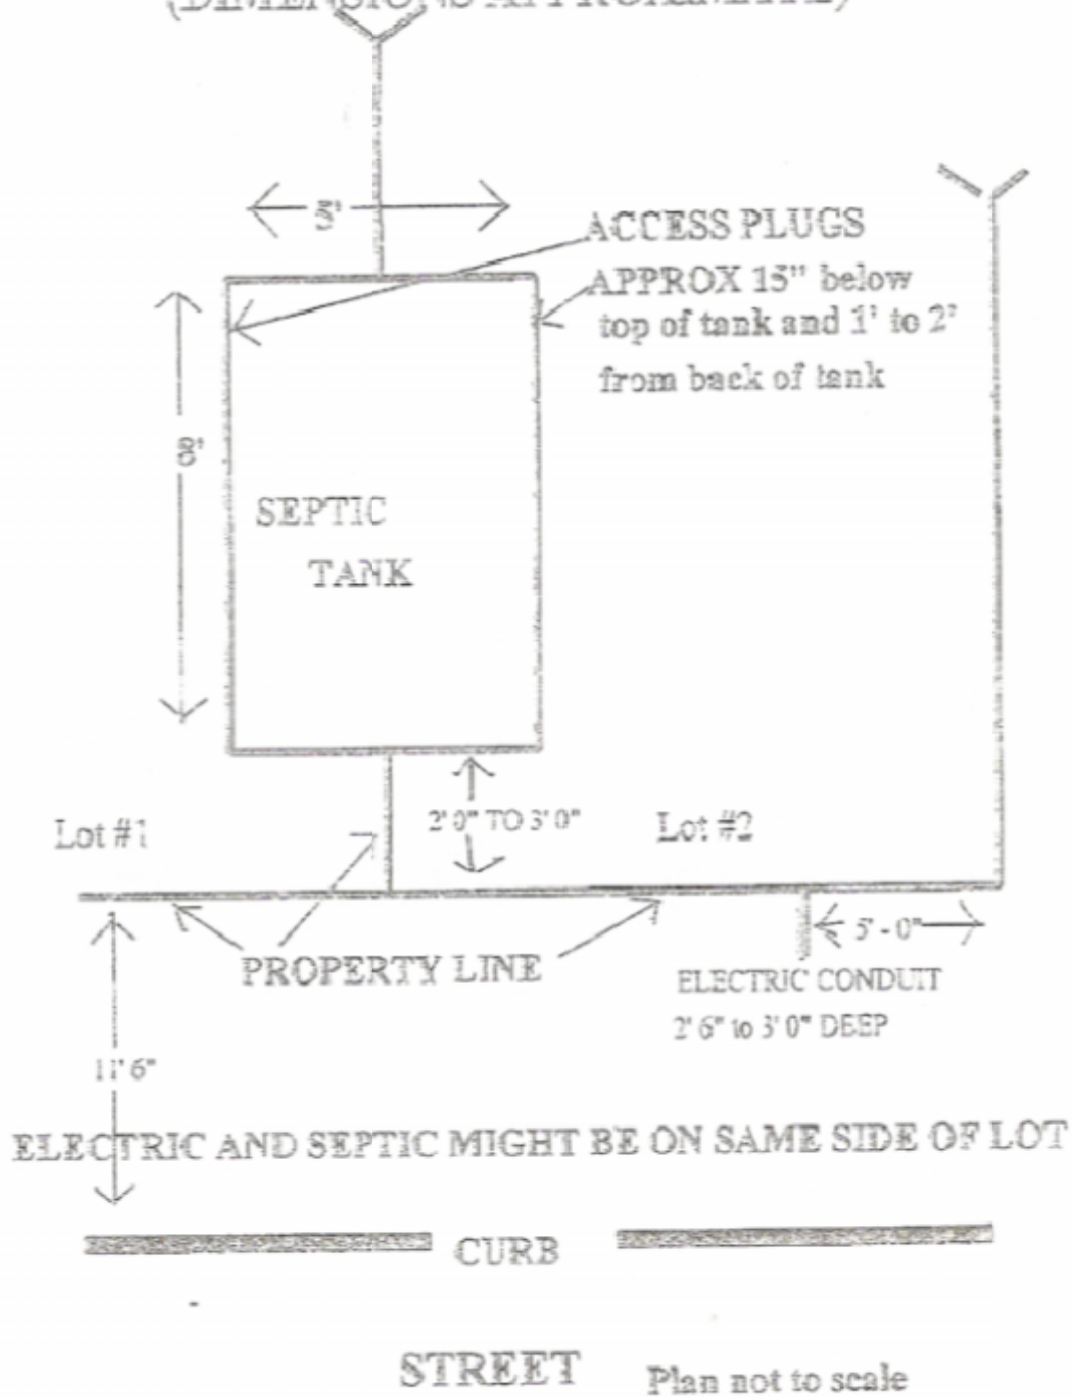 (DIMENSIONS APPROXIMATE)
ACCESS PLUGS
APPROX 15" below
top of tank and 1' to 2'
from back of tank
8'
SEPTIC
TANK
2' 0" TO 3' 0"
Lot #1
Lot #2
5' - 0"
PROPERTY LINE
ELECTRIC CONDUIT
2' 6" to 3' 0" DEEP
11' 6"
ELECTRIC AND SEPTIC MIGHT BE ON SAME SIDE OF LOT
CURB
STREET
Plan not to scale